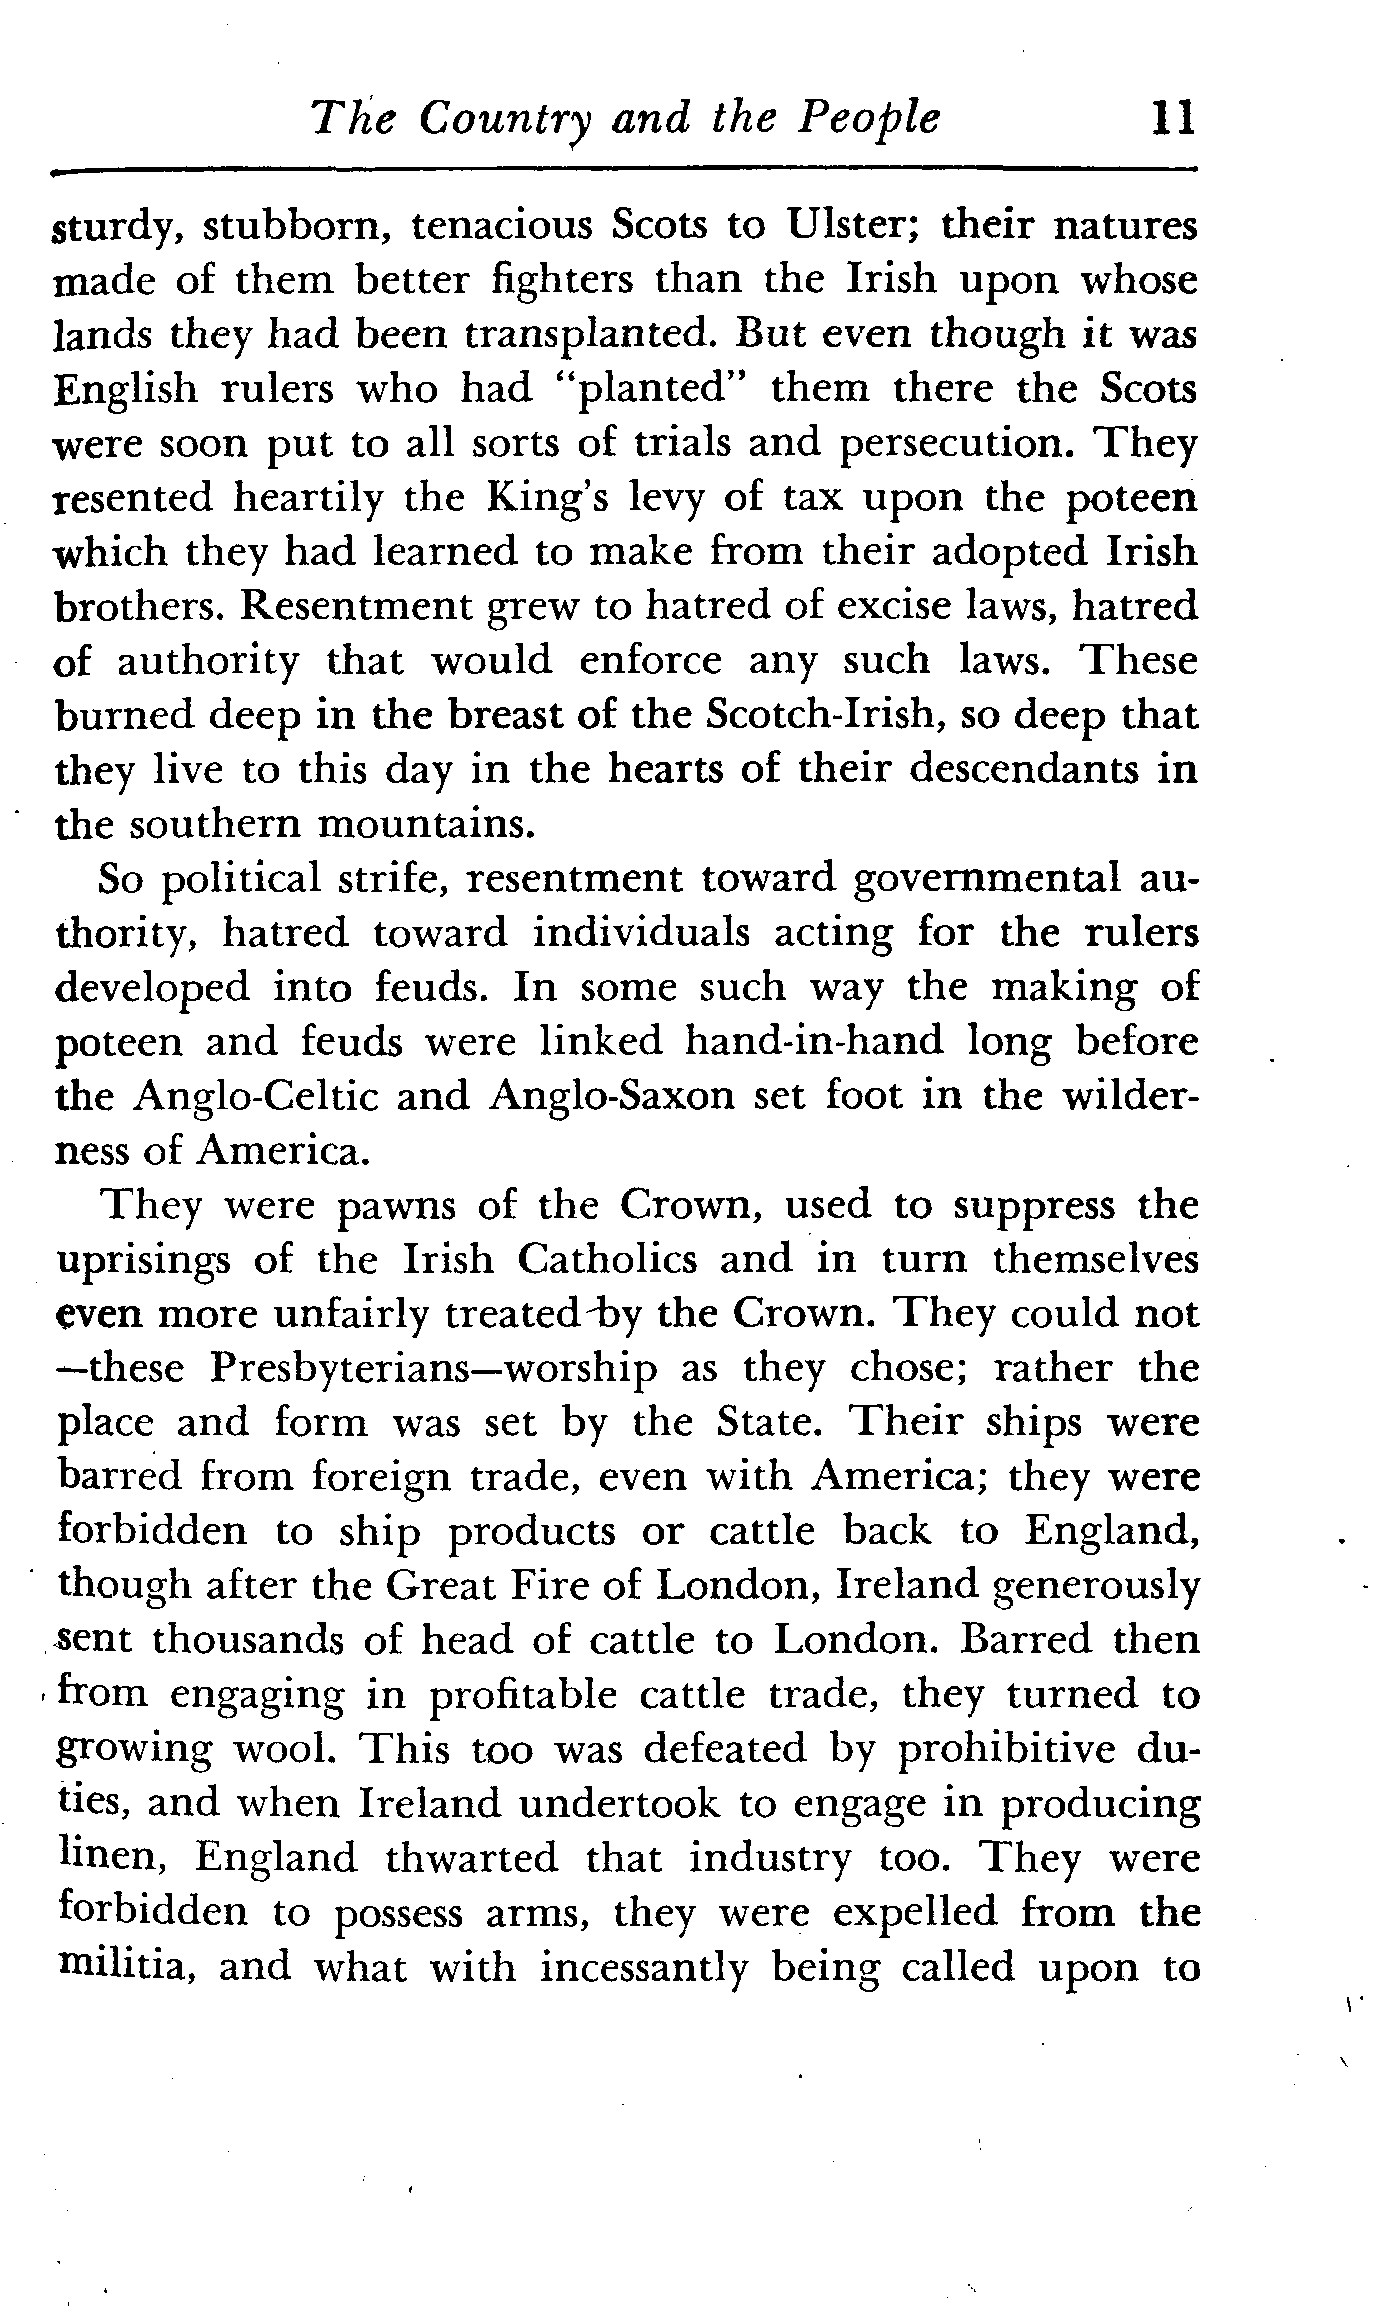 The Country and the People 11
sturdy, stubborn, tenacious Scots to Ulster; their natures
made of them better fighters than the Irish upon whose
lands they had been transplanted. But even though it was
English rulers who had "planted" them there the Scots
were soon put to all sorts of trials and persecution. They
resented heartily the King's levy of tax upon the poteen
which they had learned to make from their adopted Irish
brothers. Resentment grew to hatred of excise laws, hatred
of authority that would enforce any such laws. These
burned deep in the breast of the Scotch-Irish, so deep that
they live to this day in the hearts of their descendants in
the southern mountains.
So political strife, resentment toward governmental au-
thority, hatred toward individuals acting for the rulers
developed into feuds. In some such way the making of
poteen and feuds were linked hand-in-hand long before
the Anglo-Celtic and Anglo-Saxon set foot in the wilder-
ness of America.
They were pawns of the Crown, used to suppress the
uprisings of the Irish Catholics and in turn themselves
even more unfairly treated by the Crown. They could not
—these Presbyterians—worship as they chose; rather the
place and form was set by the State. Their ships were
barred from foreign trade, even with America; they were
forbidden to ship products or cattle back to England,
though after the Great Fire of London, Ireland generously
sent thousands of head of cattle to London. Barred then
from engaging in profitable cattle trade, they turned to
growing wool. This too was defeated by prohibitive du-
ties, and when Ireland undertook to engage in producing
linen, England thwarted that industry too. They were
forbidden to possess arms, they were expelled from the
militia, and what with incessantly being called upon to